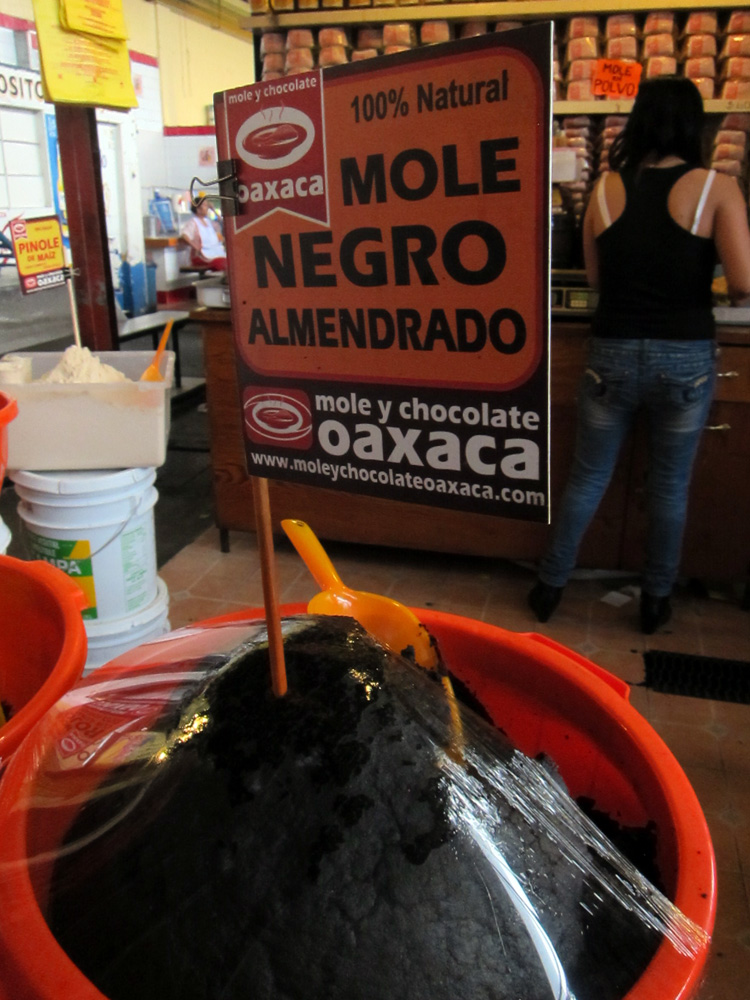 mole y chocolate
oaxaca
100% Natural
MOLE
NEGRO
ALMENDRADO
mole y chocolate
oaxaca
www.moleychocolateoaxaca.com
MOLE
POLVO
PINOLE
DE MAIZ
oaxaca